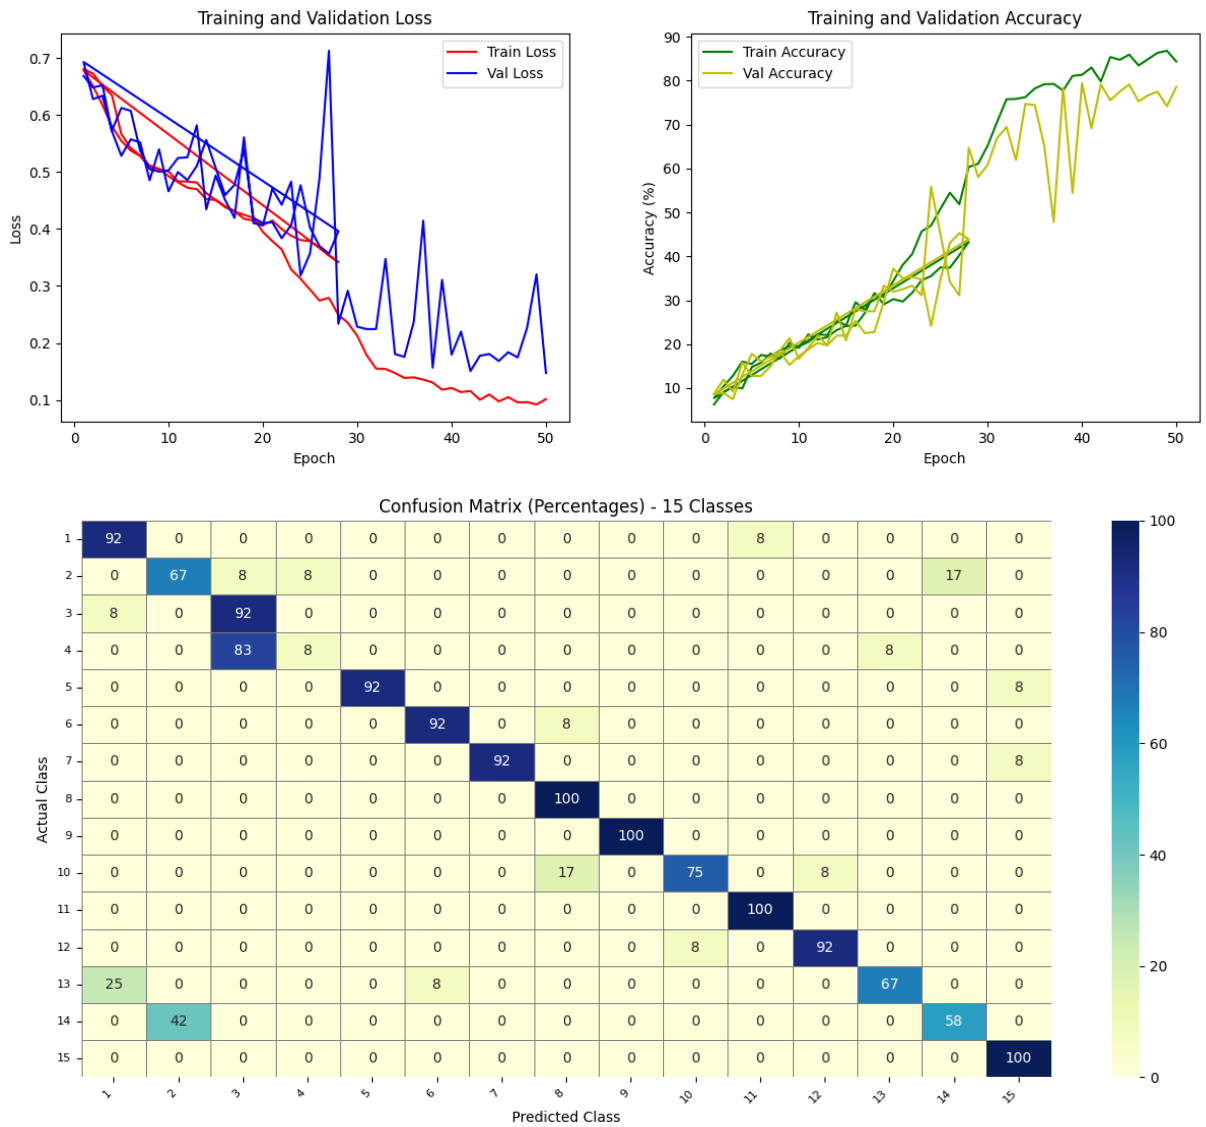 Training and Validation Loss
Train Loss
Val Loss
0.7
0.6
0.5
0.4
0.3
0.2
0.1
Loss
0 10 20 30 40 50
Epoch
Training and Validation Accuracy
Train Accuracy
Val Accuracy
90
80
70
60
50
40
30
20
10
Accuracy (%)
0 10 20 30 40 50
Epoch
Confusion Matrix (Percentages) - 15 Classes
Actual Class
1 92 0 0 0 0 0 0 0 0 0 8 0 0 0 0
2 0 67 8 8 0 0 0 0 0 0 0 0 0 17 0
3 8 0 92 0 0 0 0 0 0 0 0 0 0 0 0
4 0 0 83 8 0 0 0 0 0 0 0 0 8 0 0
5 0 0 0 0 92 0 0 0 0 0 0 0 0 0 8
6 0 0 0 0 0 92 0 8 0 0 0 0 0 0 0
7 0 0 0 0 0 0 92 0 0 0 0 0 0 0 8
8 0 0 0 0 0 0 0 100 0 0 0 0 0 0 0
9 0 0 0 0 0 0 0 0 100 0 0 0 0 0 0
10 0 0 0 0 0 0 0 17 0 75 0 8 0 0 0
11 0 0 0 0 0 0 0 0 0 0 100 0 0 0 0
12 0 0 0 0 0 0 0 0 0 8 0 92 0 0 0
13 25 0 0 0 0 8 0 0 0 0 0 0 67 0 0
14 0 42 0 0 0 0 0 0 0 0 0 0 0 58 0
15 0 0 0 0 0 0 0 0 0 0 0 0 0 0 100
1 2 3 4 5 6 7 8 9 10 11 12 13 14 15
Predicted Class
100
80
60
40
20
0